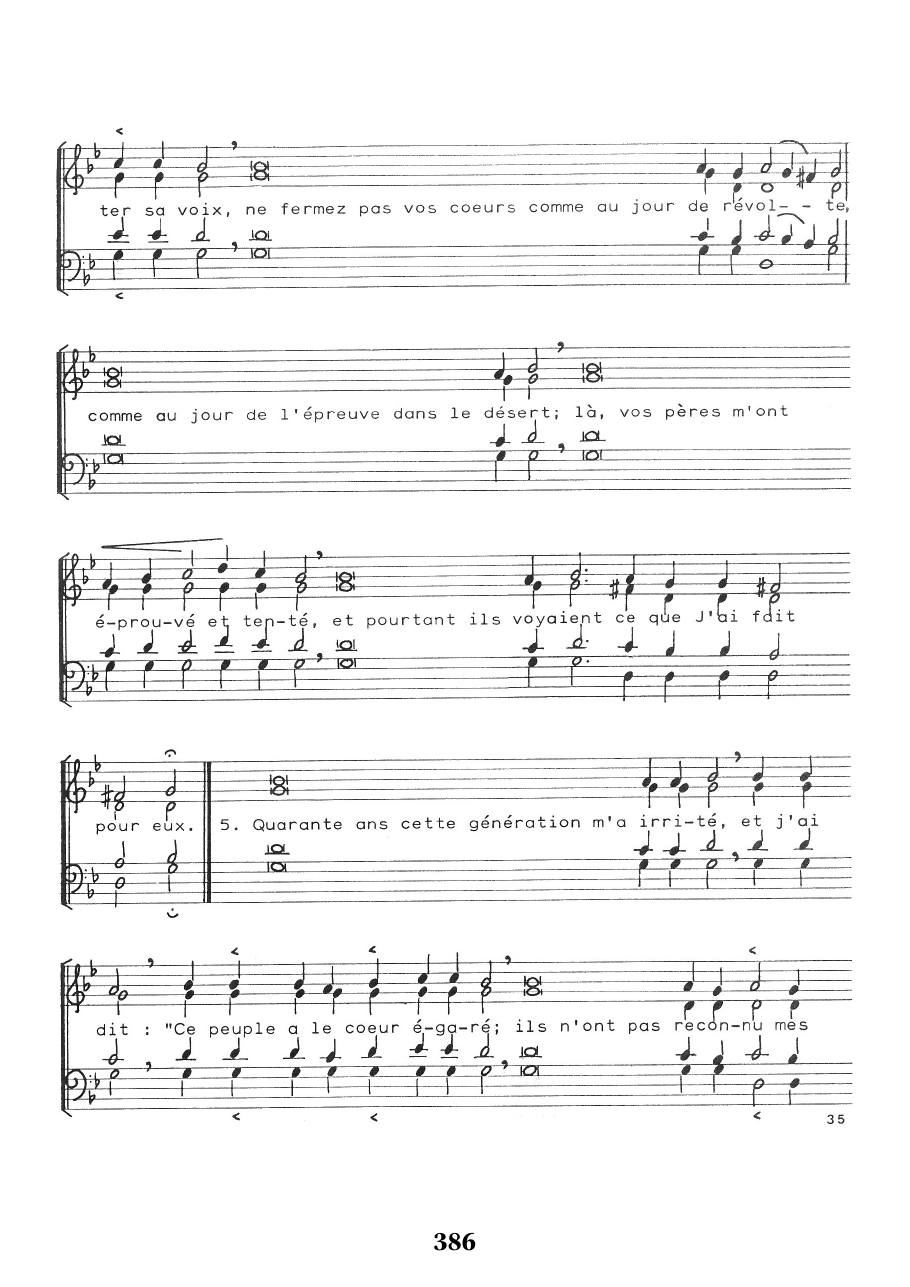 ter sa voix, ne fermez pas vos coeurs comme au jour de révol- - te,
comme au jour de l'épreuve dans le désert; là, vos pères m'ont
é-prou-vé et ten-té, et pourtant ils voyaient ce que J'ai fait
pour eux. 5. Quarante ans cette génération m'a irri-té, et j'ai
dit : "Ce peuple a le coeur é-ga-ré; ils n'ont pas recon-nu mes
35
386